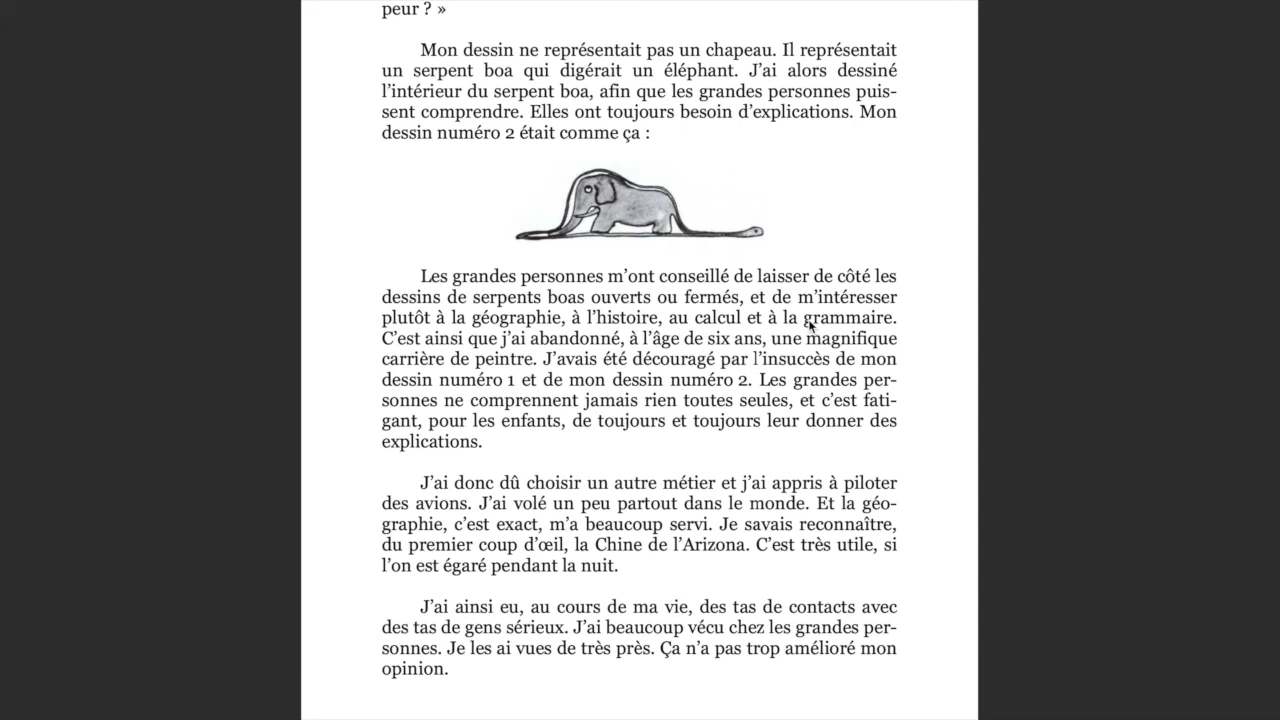 peur ? »
Mon dessin ne représentait pas un chapeau. Il représentait
un serpent boa qui digérait un éléphant. J’ai alors dessiné
l’intérieur du serpent boa, afin que les grandes personnes puis-
sent comprendre. Elles ont toujours besoin d’explications. Mon
dessin numéro 2 était comme ça :
Les grandes personnes m’ont conseillé de laisser de côté les
dessins de serpents boas ouverts ou fermés, et de m’intéresser
plutôt à la géographie, à l’histoire, au calcul et à la grammaire.
C’est ainsi que j’ai abandonné, à l’âge de six ans, une magnifique
carrière de peintre. J’avais été découragé par l’insuccès de mon
dessin numéro 1 et de mon dessin numéro 2. Les grandes per-
sonnes ne comprennent jamais rien toutes seules, et c’est fati-
gant, pour les enfants, de toujours et toujours leur donner des
explications.
J’ai donc dû choisir un autre métier et j’ai appris à piloter
des avions. J’ai volé un peu partout dans le monde. Et la géo-
graphie, c’est exact, m’a beaucoup servi. Je savais reconnaître,
du premier coup d’œil, la Chine de l’Arizona. C’est très utile, si
l’on est égaré pendant la nuit.
J’ai ainsi eu, au cours de ma vie, des tas de contacts avec
des tas de gens sérieux. J’ai beaucoup vécu chez les grandes per-
sonnes. Je les ai vues de très près. Ça n’a pas trop amélioré mon
opinion.